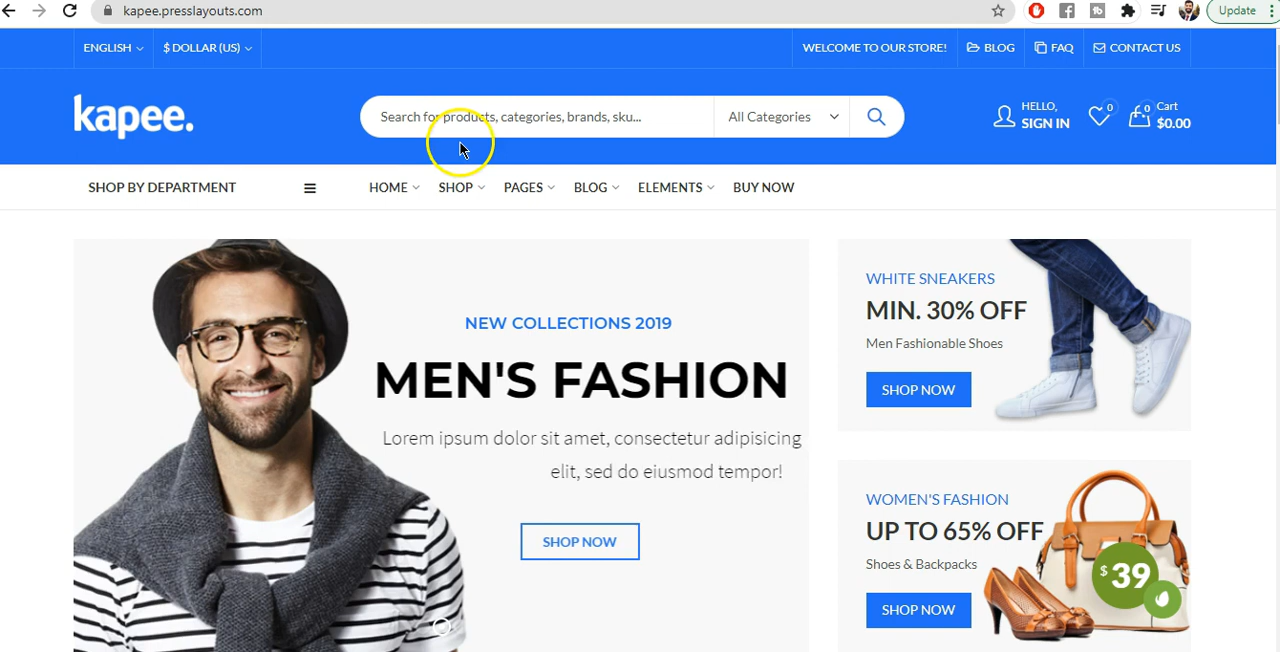 kapee.presslayouts.com
Update
ENGLISH
$ DOLLAR (US)
WELCOME TO OUR STORE!
BLOG
FAQ
CONTACT US
kapee.
Search for products, categories, brands, sku...
All Categories
HELLO,
SIGN IN
0
0
Cart
$0.00
SHOP BY DEPARTMENT
HOME
SHOP
PAGES
BLOG
ELEMENTS
BUY NOW
NEW COLLECTIONS 2019
MEN'S FASHION
Lorem ipsum dolor sit amet, consectetur adipisicing
elit, sed do eiusmod tempor!
SHOP NOW
WHITE SNEAKERS
MIN. 30% OFF
Men Fashionable Shoes
SHOP NOW
WOMEN'S FASHION
UP TO 65% OFF
Shoes & Backpacks
SHOP NOW
$39